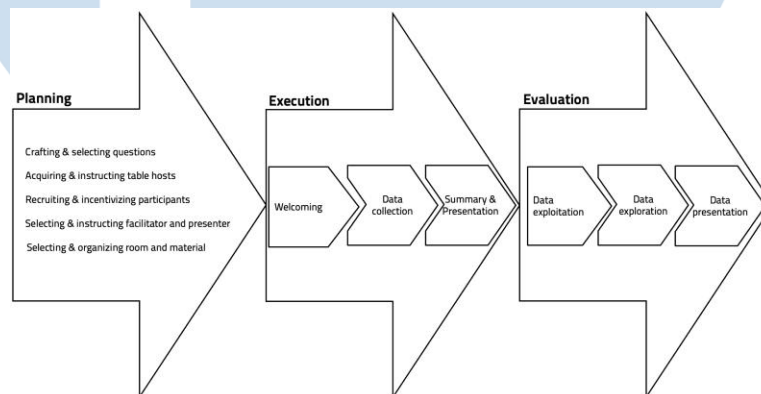 Planning
Crafting & selecting questions
Acquiring & instructing table hosts
Recruiting & incentivizing participants
Selecting & instructing facilitator and presenter
Selecting & organizing room and material
Execution
Welcoming
Data
collection
Summary &
Presentation
Evaluation
Data
exploitation
Data
exploration
Data
presentation